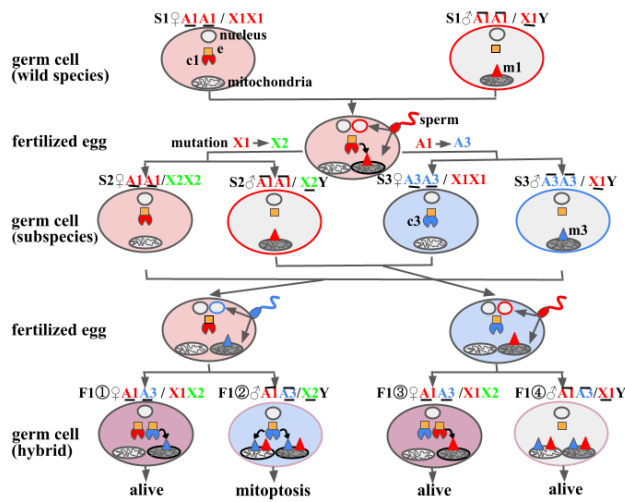 S1♀A1A1 / X1X1
S1♂A1A1 / X1Y
nucleus
e
c1
mitochondria
m1
germ cell
(wild species)
sperm
fertilized egg
mutation X1 → X2
A1 → A3
S2♀A1A1/X2X2
S2♂A1A1/ X2Y
S3♀A3A3/ X1X1
S3♂A3A3/ X1Y
germ cell
(subspecies)
c3
m3
fertilized egg
F1①♀A1A3/ X1X2
F1②♂A1A3/X2Y
F1③♀A1A3/X1X2
F1④♂A1A3/X1Y
germ cell
(hybrid)
alive
mitoptosis
alive
alive